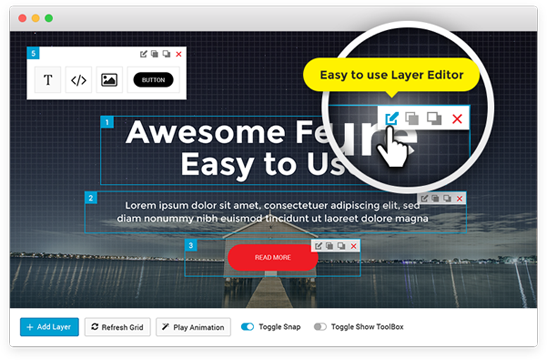 5
T
</>
BUTTON
Easy to use Layer Editor
1
Awesome Fe
ure
Easy to Us
2
Lorem ipsum dolor sit amet, consectetuer adipiscing elit, sed
diam nonummy nibh euismod tincidunt ut laoreet dolore magna
3
READ MORE
+ Add Layer
Refresh Grid
Play Animation
Toggle Snap
Toggle Show ToolBox